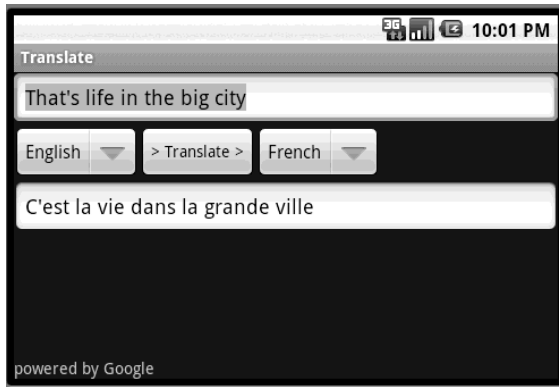 3G 10:01 PM
Translate
That's life in the big city
English > Translate > French
C'est la vie dans la grande ville
powered by Google